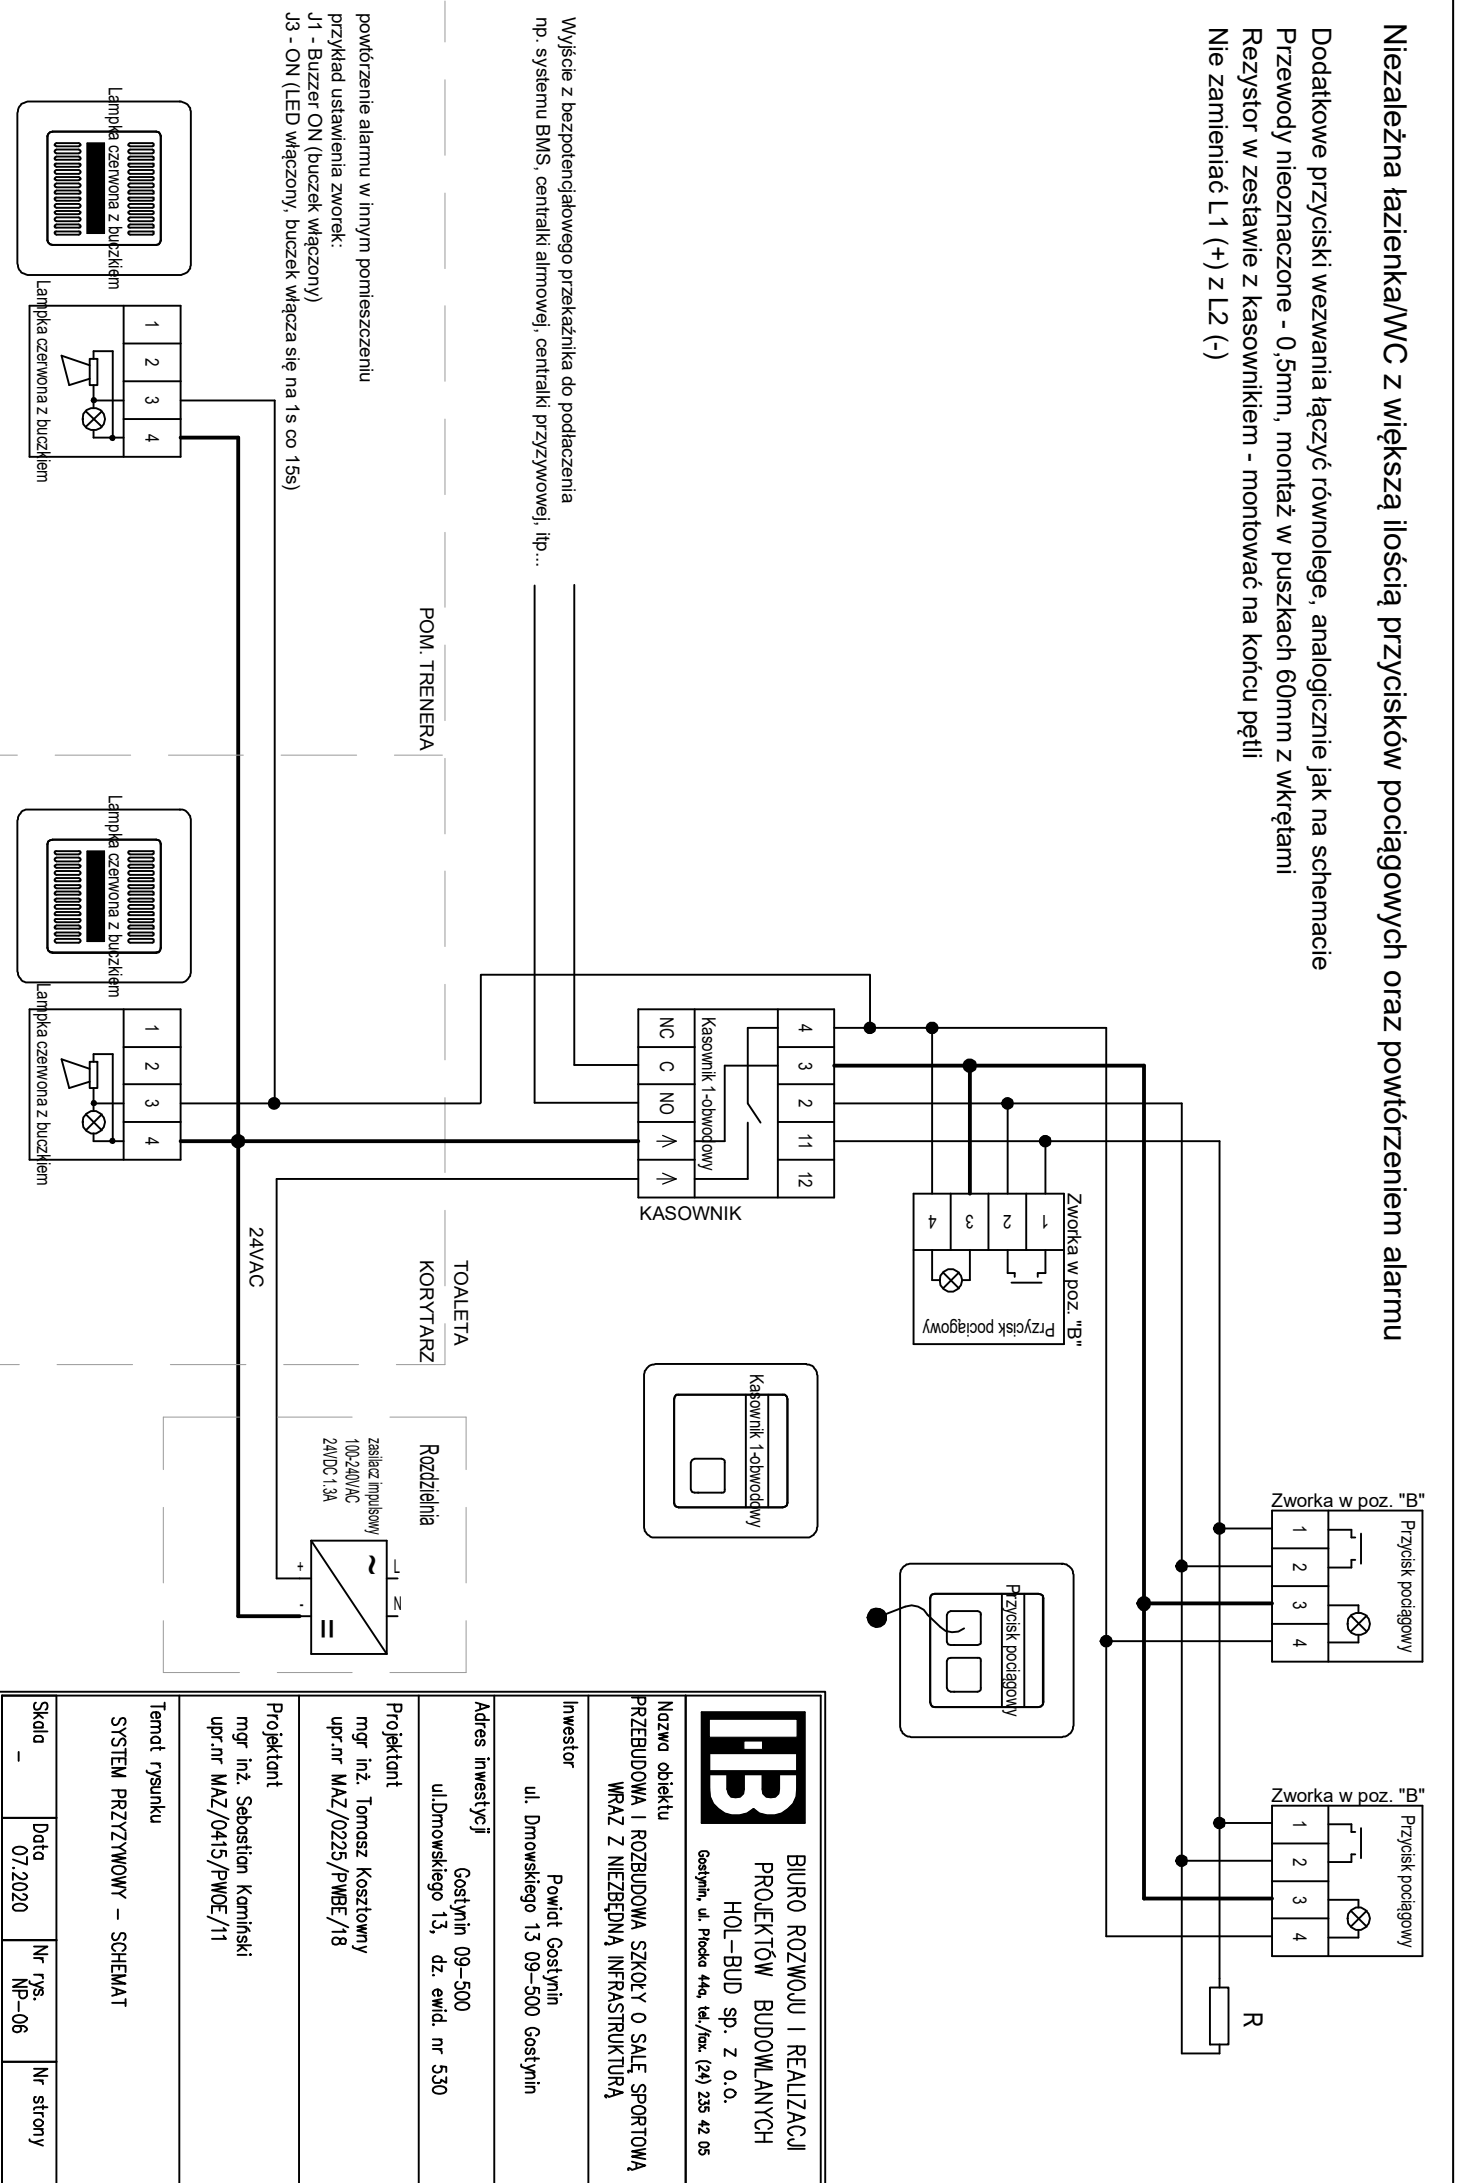 Niezależna łazienka/WC z większą ilością przycisków pociągowych oraz powtórzeniem alarmu
Dodatkowe przyciski wezwania łączyć równolege, analogicznie jak na schemacie
Przewody nieoznaczone - 0,5mm, montaż w puszkach 60mm z wkrętami
Rezystor w zestawie z kasownikiem - montować na końcu pętli
Nie zamieniać L1 (+) z L2 (-)
Zworka w poz. "B"
Przycisk pociągowy
1
2
3
4
Zworka w poz. "B"
Przycisk pociągowy
1
2
3
4
R
Zworka w poz. "B"
1
2
3
4
Przycisk pociągowy
Przycisk pociągowy
Kasownik 1-obwodowy
4
3
2
11
12
Kasownik 1-obwodowy
NC
C
NO
KASOWNIK
Wyjście z bezpotencjałowego przekaźnika do podłaczenia
np. systemu BMS, centralki almowej, centralki przyzywowej, itp...
POM. TRENERA
TOALETA
KORYTARZ
powtórzenie alarmu w innym pomieszczeniu
przykład ustawienia zworek:
J1 - Buzzer ON (buczek włączony)
J3 - ON (LED włączony, buczek włącza się na 1s co 15s)
24VAC
Rozdzielnia
zasilacz impulsowy
100-240VAC
24VDC 1.3A
L
N
~
=
+
-
Lampka czerwona z buczkiem
1
2
3
4
Lampka czerwona z buczkiem
Lampka czerwona z buczkiem
1
2
3
4
Lampka czerwona z buczkiem
BIURO ROZWOJU I REALIZACJI
PROJEKTÓW BUDOWLANYCH
HOL-BUD sp. z o.o.
Gostynin, ul. Płocka 44a, tel./fax. (24) 235 42 05
Nazwa obiektu
PRZEBUDOWA I ROZBUDOWA SZKOŁY O SALĘ SPORTOWĄ
WRAZ Z NIEZBĘDNĄ INFRASTRUKTURĄ
Inwestor
Powiat Gostynin
ul. Dmowskiego 13 09-500 Gostynin
Adres inwestycji
Gostynin 09-500
ul.Dmowskiego 13, dz. ewid. nr 530
Projektant
mgr inż. Tomasz Kosztowny
upr.nr MAZ/0225/PWBE/18
Projektant
mgr inż. Sebastian Kamiński
upr.nr MAZ/0415/PWOE/11
Temat rysunku
SYSTEM PRZYZYWOWY - SCHEMAT
Skala
-
Data
07.2020
Nr rys.
NP-06
Nr strony